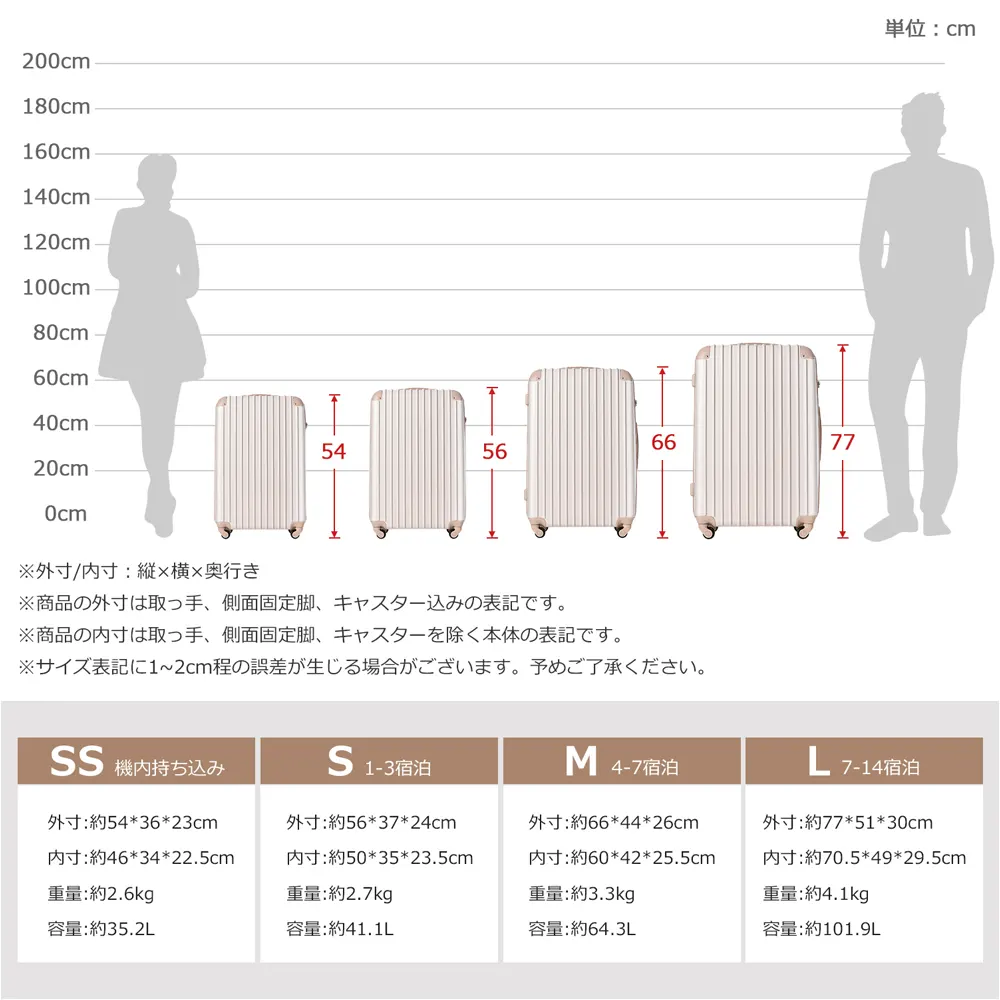 単位：cm
200cm
180cm
160cm
140cm
120cm
100cm
80cm
60cm
40cm
20cm
0cm
54
56
66
77
※外寸/内寸：縦×横×奥行き
※商品の外寸は取っ手、側面固定脚、キャスター込みの表記です。
※商品の内寸は取っ手、側面固定脚、キャスターを除く本体の表記です。
※サイズ表記に1~2cm程の誤差が生じる場合がございます。予めご了承ください。
SS 機内持ち込み
外寸:約54*36*23cm
内寸:約46*34*22.5cm
重量:約2.6kg
容量:約35.2L
S 1-3宿泊
外寸:約56*37*24cm
内寸:約50*35*23.5cm
重量:約2.7kg
容量:約41.1L
M 4-7宿泊
外寸:約66*44*26cm
内寸:約60*42*25.5cm
重量:約3.3kg
容量:約64.3L
L 7-14宿泊
外寸:約77*51*30cm
内寸:約70.5*49*29.5cm
重量:約4.1kg
容量:約101.9L